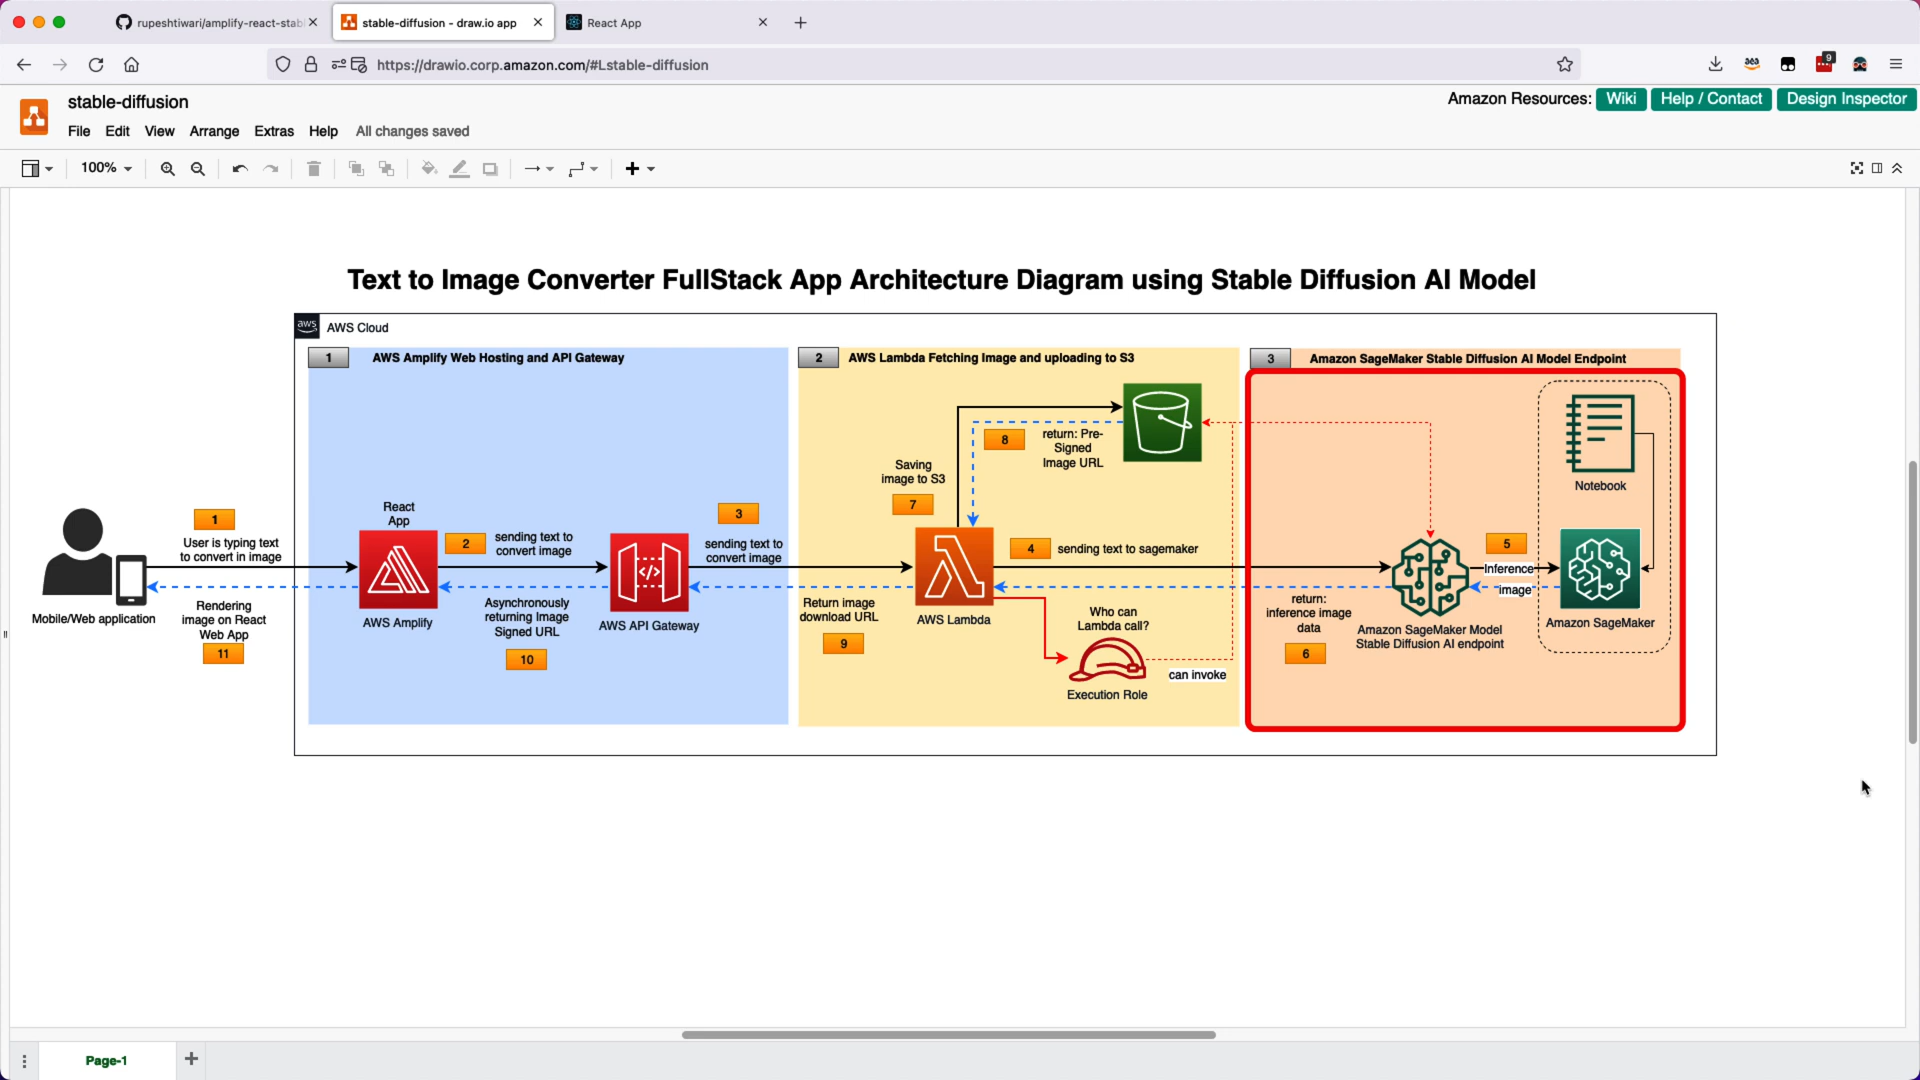 rupeshtiwari/amplify-react-stabl
stable-diffusion - draw.io app
React App
https://drawio.corp.amazon.com/#Lstable-diffusion
9
stable-diffusion
Amazon Resources:
Wiki
Help / Contact
Design Inspector
File
Edit
View
Arrange
Extras
Help
All changes saved
100%
Text to Image Converter FullStack App Architecture Diagram using Stable Diffusion AI Model
aws
AWS Cloud
1
AWS Amplify Web Hosting and API Gateway
2
AWS Lambda Fetching Image and uploading to S3
3
Amazon SageMaker Stable Diffusion AI Model Endpoint
Mobile/Web application
1
User is typing text
to convert in image
Rendering
image on React
Web App
11
React
App
AWS Amplify
2
sending text to
convert image
Asynchronously
returning Image
Signed URL
10
</>
AWS API Gateway
3
sending text to
convert image
Return image
download URL
9
Saving
image to S3
7
8
return: Pre-
Signed
Image URL
AWS Lambda
4
sending text to sagemaker
Who can
Lambda call?
Execution Role
can invoke
return:
inference image
data
6
Amazon SageMaker Model
Stable Diffusion AI endpoint
5
Inference
image
Notebook
Amazon SageMaker
Page-1